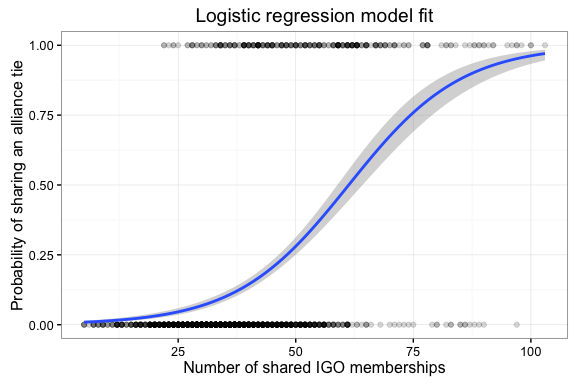 Logistic regression model fit
Probability of sharing an alliance tie
1.00
0.75
0.50
0.25
0.00
25 50 75 100
Number of shared IGO memberships